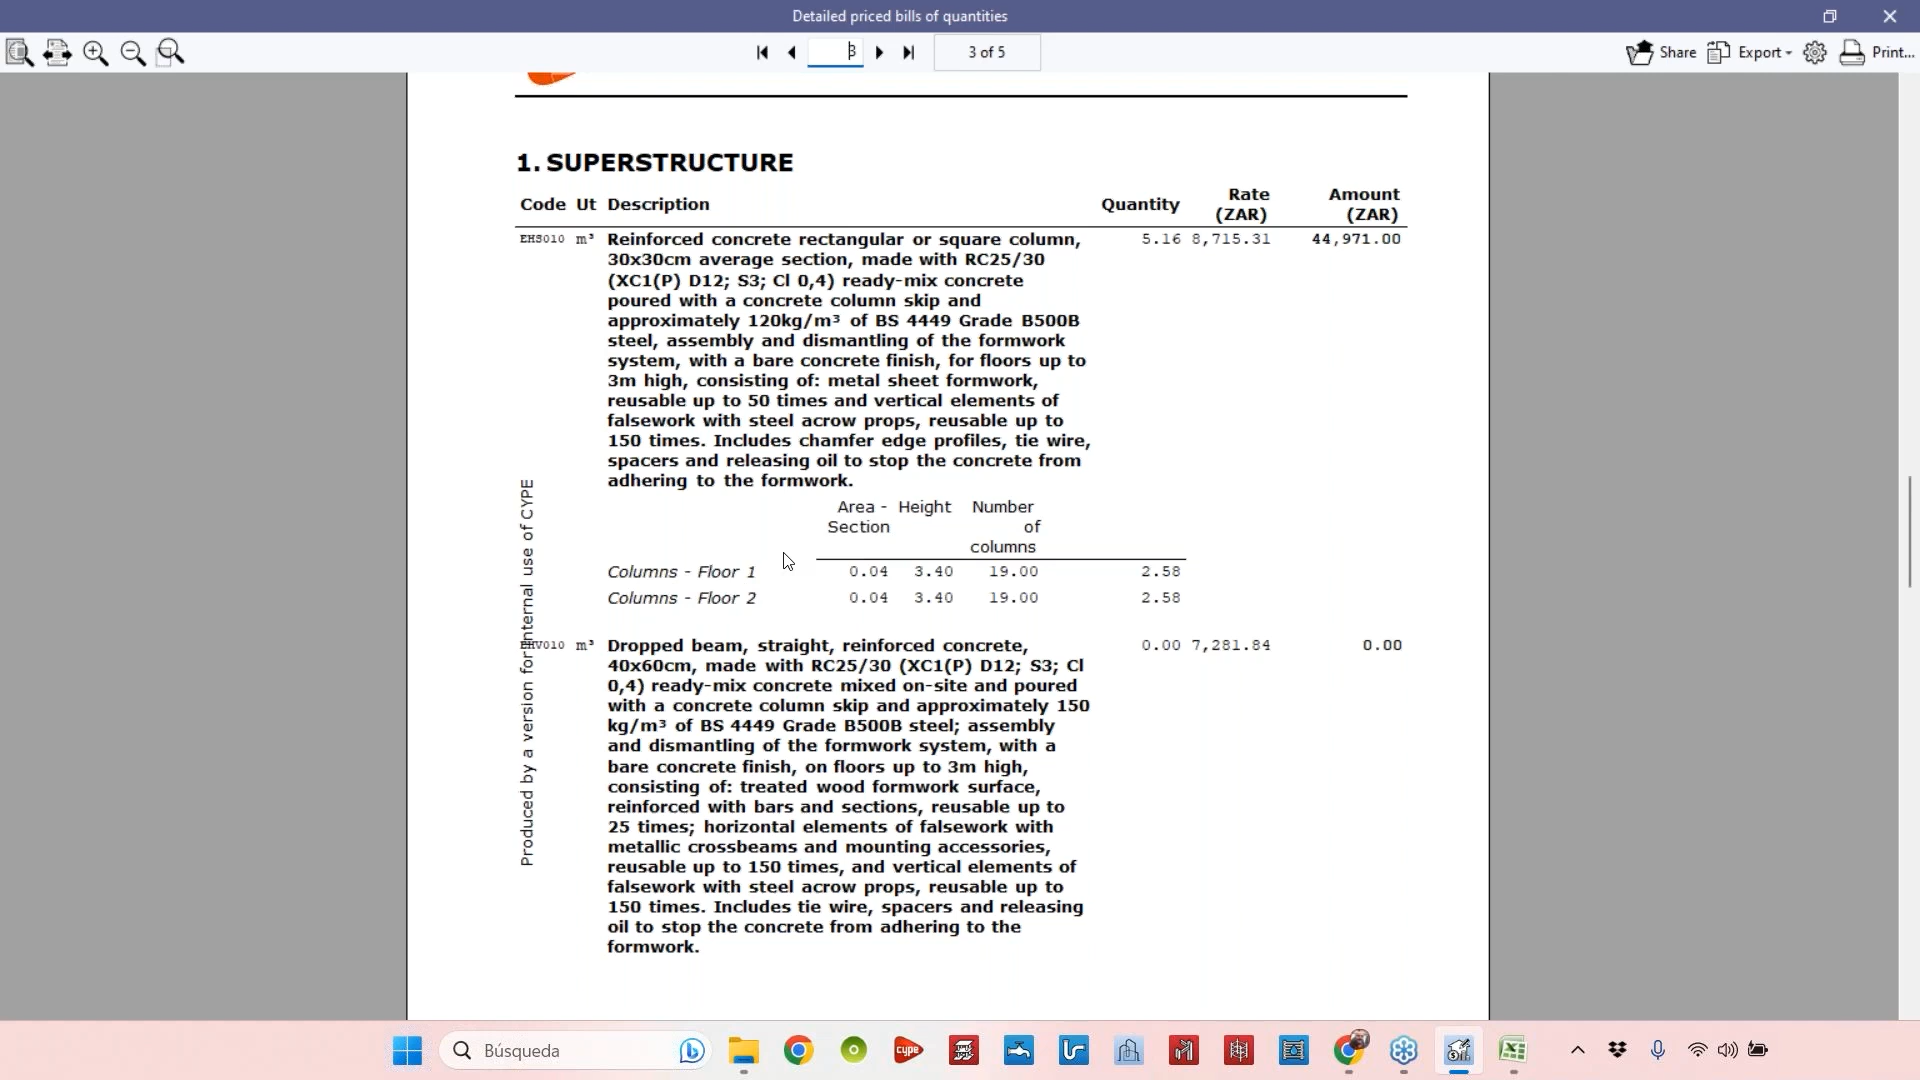 Detailed priced bills of quantities
3
3 of 5
Share
Export
Print...
1. SUPERSTRUCTURE
Code Ut Description Quantity Rate (ZAR) Amount (ZAR)
EHS010 m³ Reinforced concrete rectangular or square column, 5.16 8,715.31 44,971.00
30x30cm average section, made with RC25/30
(XC1(P) D12; S3; Cl 0,4) ready-mix concrete
poured with a concrete column skip and
approximately 120kg/m³ of BS 4449 Grade B500B
steel, assembly and dismantling of the formwork
system, with a bare concrete finish, for floors up to
3m high, consisting of: metal sheet formwork,
reusable up to 50 times and vertical elements of
falsework with steel acrow props, reusable up to
150 times. Includes chamfer edge profiles, tie wire,
spacers and releasing oil to stop the concrete from
adhering to the formwork.
Area - Section Height Number of columns
Columns - Floor 1 0.04 3.40 19.00 2.58
Columns - Floor 2 0.04 3.40 19.00 2.58
EHV010 m³ Dropped beam, straight, reinforced concrete, 0.00 7,281.84 0.00
40x60cm, made with RC25/30 (XC1(P) D12; S3; Cl
0,4) ready-mix concrete mixed on-site and poured
with a concrete column skip and approximately 150
kg/m³ of BS 4449 Grade B500B steel; assembly
and dismantling of the formwork system, with a
bare concrete finish, on floors up to 3m high,
consisting of: treated wood formwork surface,
reinforced with bars and sections, reusable up to
25 times; horizontal elements of falsework with
metallic crossbeams and mounting accessories,
reusable up to 150 times, and vertical elements of
falsework with steel acrow props, reusable up to
150 times. Includes tie wire, spacers and releasing
oil to stop the concrete from adhering to the
formwork.
Produced by a version for internal use of CYPE
Búsqueda
cype